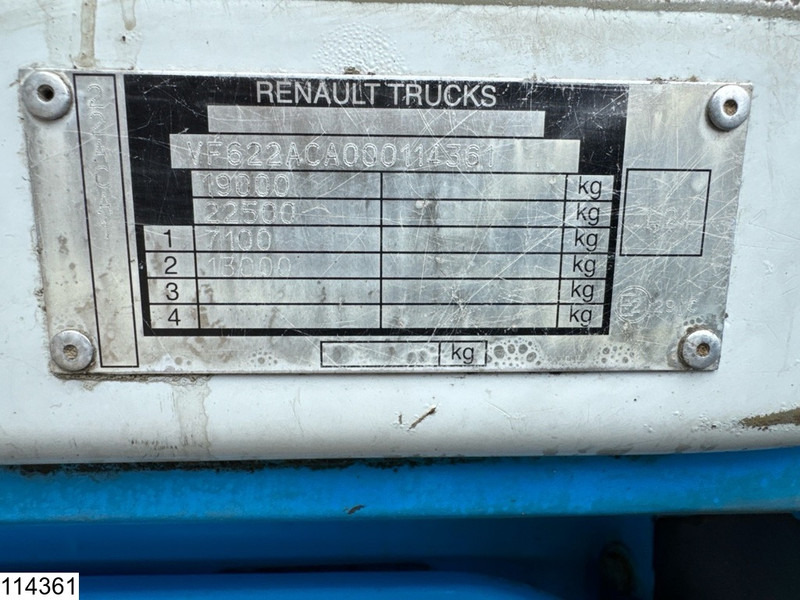 RENAULT TRUCKS
VF622ACA000114361
19000 kg
22500 kg
1 7100 kg
2 13000 kg
3 kg
4 kg
kg
114361